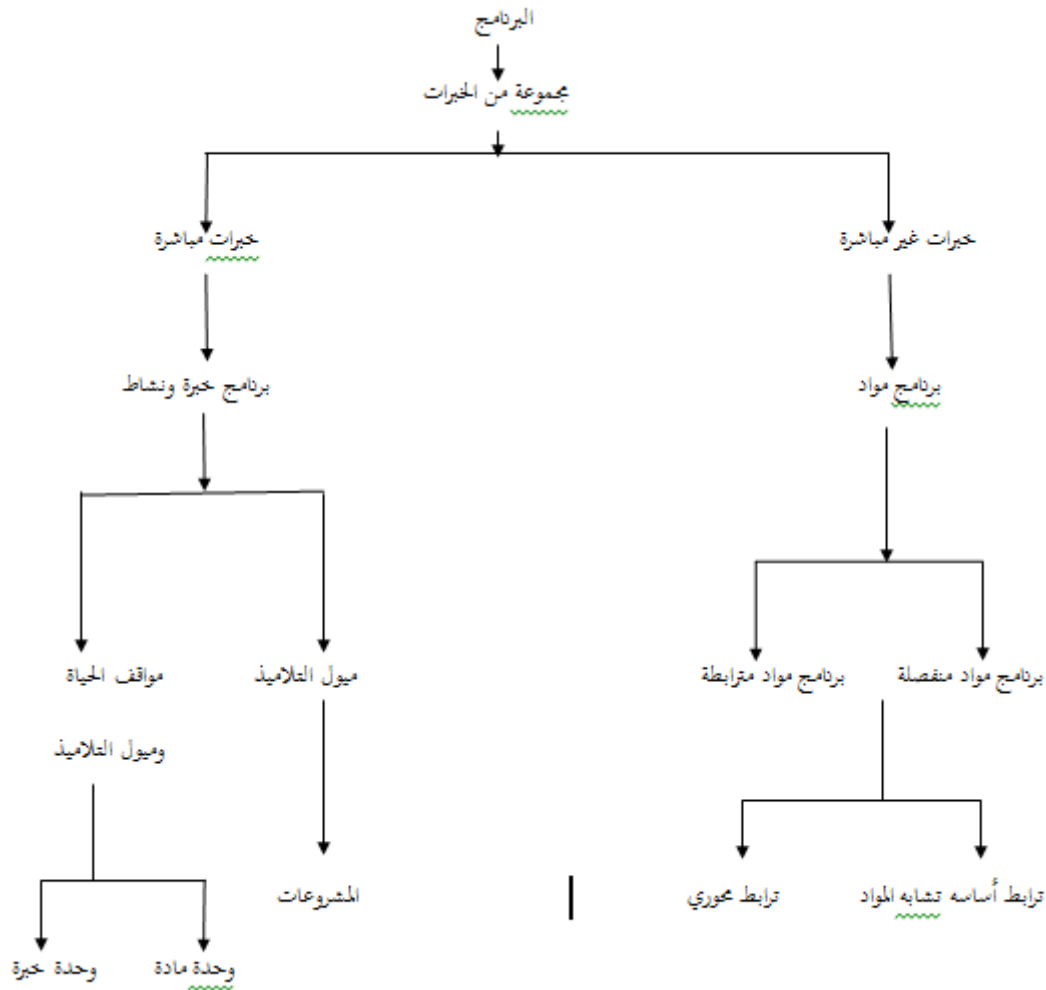 البرنامج
مجموعة من الخبرات
خبرات غير مباشرة
خبرات مباشرة
برنامج مواد
برنامج خبرة ونشاط
برنامج مواد منفصلة
برنامج مواد مترابطة
ميول التلاميذ
مواقف الحياة
وميول التلاميذ
ترابط أساسه تشابه المواد
ترابط محوري
المشروعات
وحدة مادة
وحدة خبرة